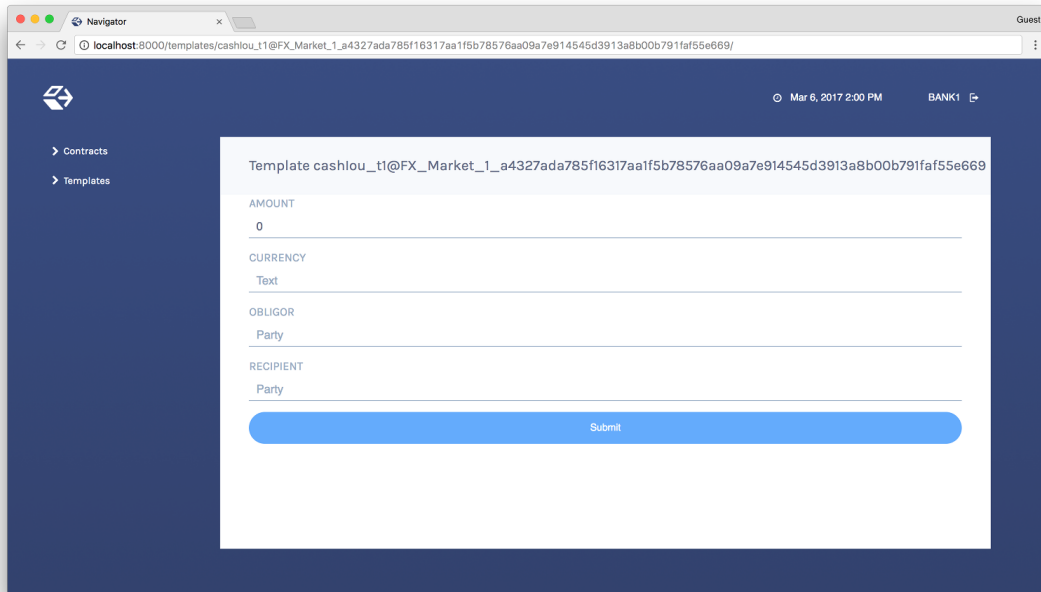 Navigator
Guest
localhost:8000/templates/cashIou_t1@FX_Market_1_a4327ada785f16317aa1f5b78576aa09a7e914545d3913a8b00b791faf55e669/
Mar 6, 2017 2:00 PM
BANK1
Contracts
Templates
Template cashIou_t1@FX_Market_1_a4327ada785f16317aa1f5b78576aa09a7e914545d3913a8b00b791faf55e669
AMOUNT
0
CURRENCY
Text
OBLIGOR
Party
RECIPIENT
Party
Submit